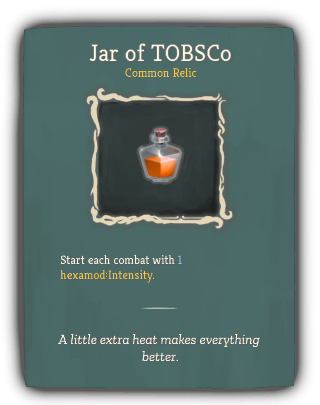 Jar of TOBSCo
Common Relic
Start each combat with 1
hexamod:Intensity.
A little extra heat makes everything
better.